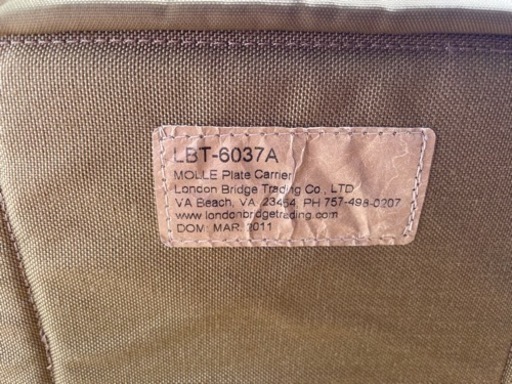 LBT-6037A
MOLLE Plate Carrier
London Bridge Trading Co., LTD
VA Beach, VA. 23464, PH 757-498-0207
www.londonbridgetrading.com
DOM: MAR. 2011